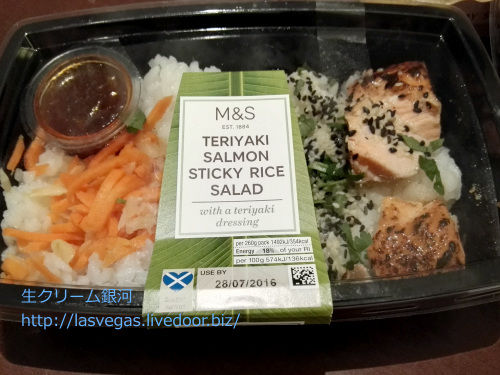 M&S
EST. 1884
TERIYAKI
SALMON
STICKY RICE
SALAD
with a teriyaki
dressing
per 260g pack 1492kJ/354kcal
Energy 18% of your RI
per 100g 574kJ/136kcal
USE BY
28/07/2016
生クリーム銀河
http://lasvegas.livedoor.biz/